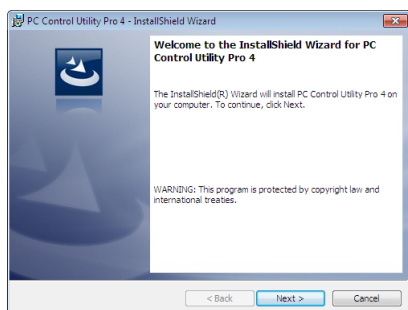 PC Control Utility Pro 4 - InstallShield Wizard
Welcome to the InstallShield Wizard for PC
Control Utility Pro 4
The InstallShield(R) Wizard will install PC Control Utility Pro 4 on
your computer. To continue, click Next.
WARNING: This program is protected by copyright law and
international treaties.
< Back
Next >
Cancel